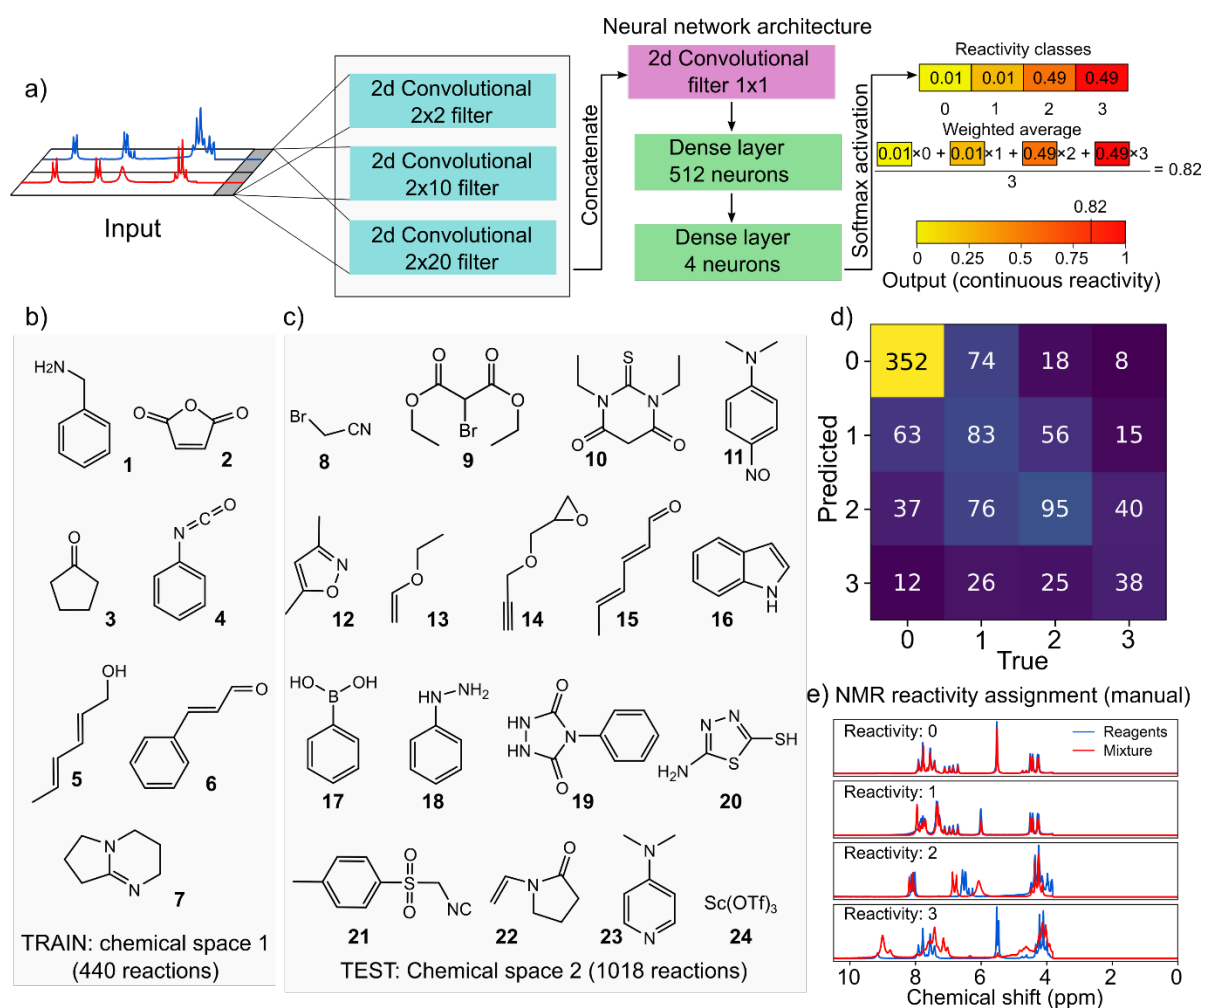 Neural network architecture
a)
Input
2d Convolutional
2x2 filter
2d Convolutional
2x10 filter
2d Convolutional
2x20 filter
Concatenate
2d Convolutional
filter 1x1
Dense layer
512 neurons
Dense layer
4 neurons
Softmax activation
Reactivity classes
0.01 0.01 0.49 0.49
0 1 2 3
Weighted average
0.01×0 + 0.01×1 + 0.49×2 + 0.49×3
3
= 0.82
0.82
0 0.25 0.5 0.75 1
Output (continuous reactivity)
b)
H2N
1
O O O
2
O
3
N C O
4
OH
5
O
6
N
N
7
TRAIN: chemical space 1
(440 reactions)
c)
Br CN
8
O O
O O
Br
9
S
N N
O O
10
N
NO
11
N
O
12
O
13
O
O
14
O
15
N
H
16
HO OH
B
17
HN NH2
18
O
HN
HN N
O
19
N N
SH
H2N S
20
O
S
O
NC
21
O
N
22
N
N
23
Sc(OTf)3
24
TEST: Chemical space 2 (1018 reactions)
d)
Predicted
0 352 74 18 8
1 63 83 56 15
2 37 76 95 40
3 12 26 25 38
0 1 2 3
True
e) NMR reactivity assignment (manual)
Reactivity: 0
Reagents
Mixture
Reactivity: 1
Reactivity: 2
Reactivity: 3
10 8 6 4 2 0
Chemical shift (ppm)